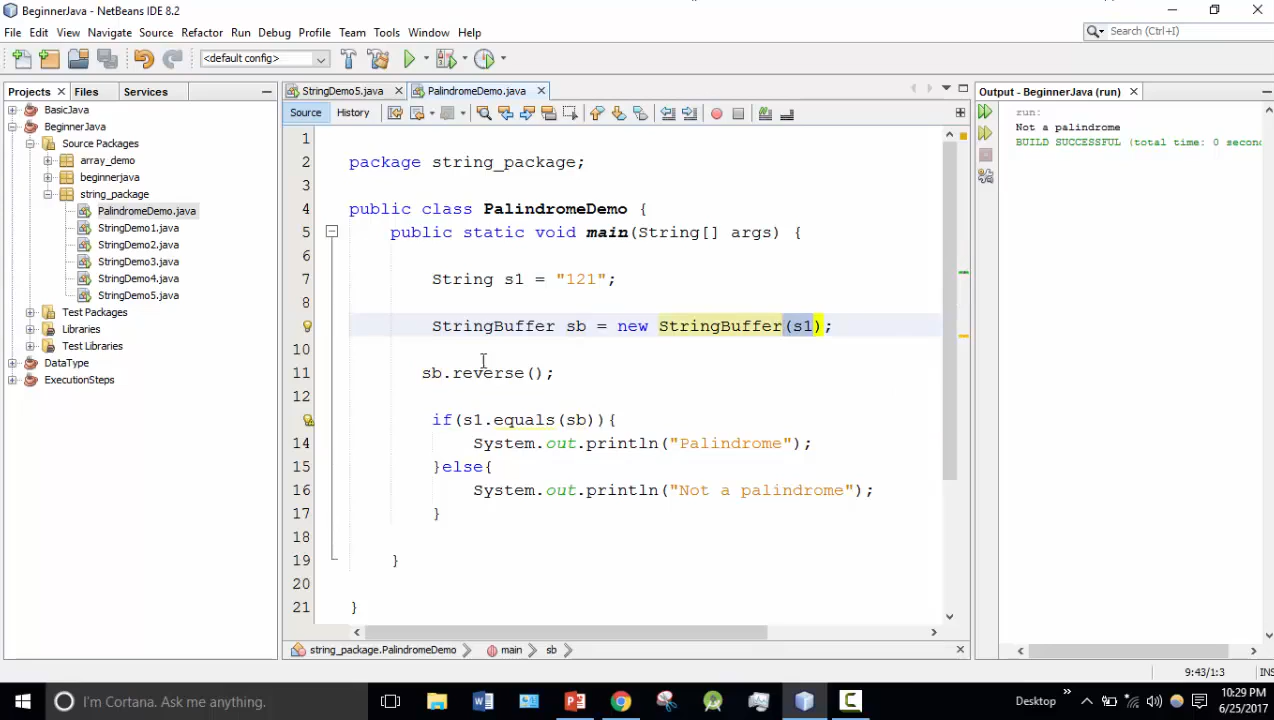 BeginnerJava - NetBeans IDE 8.2
File Edit View Navigate Source Refactor Run Debug Profile Team Tools Window Help
Search (Ctrl+I)
<default config>
Projects Files Services
StringDemo5.java PalindromeDemo.java
Output - BeginnerJava (run)
Source History
BasicJava
BeginnerJava
Source Packages
array_demo
beginnerjava
string_package
PalindromeDemo.java
StringDemo1.java
StringDemo2.java
StringDemo3.java
StringDemo4.java
StringDemo5.java
Test Packages
Libraries
Test Libraries
DataType
ExecutionSteps
1
2 package string_package;
3
4 public class PalindromeDemo {
5 public static void main(String[] args) {
6
7 String s1 = "121";
8
StringBuffer sb = new StringBuffer(s1);
10
11 sb.reverse();
12
if(s1.equals(sb)){
14 System.out.println("Palindrome");
15 }else{
16 System.out.println("Not a palindrome");
17 }
18
19 }
20
21 }
run:
Not a palindrome
BUILD SUCCESSFUL (total time: 0 second
string_package.PalindromeDemo main sb
9:43/1:3 INS
I'm Cortana. Ask me anything.
Desktop
10:29 PM
6/25/2017